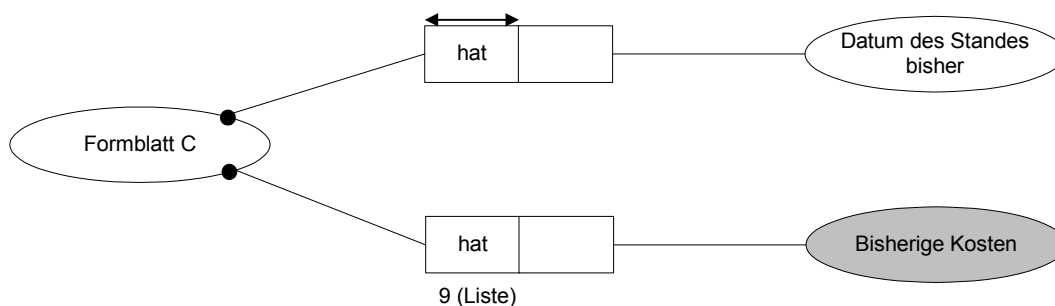 hat
Datum des Standes
bisher
Formblatt C
hat
Bisherige Kosten
9 (Liste)